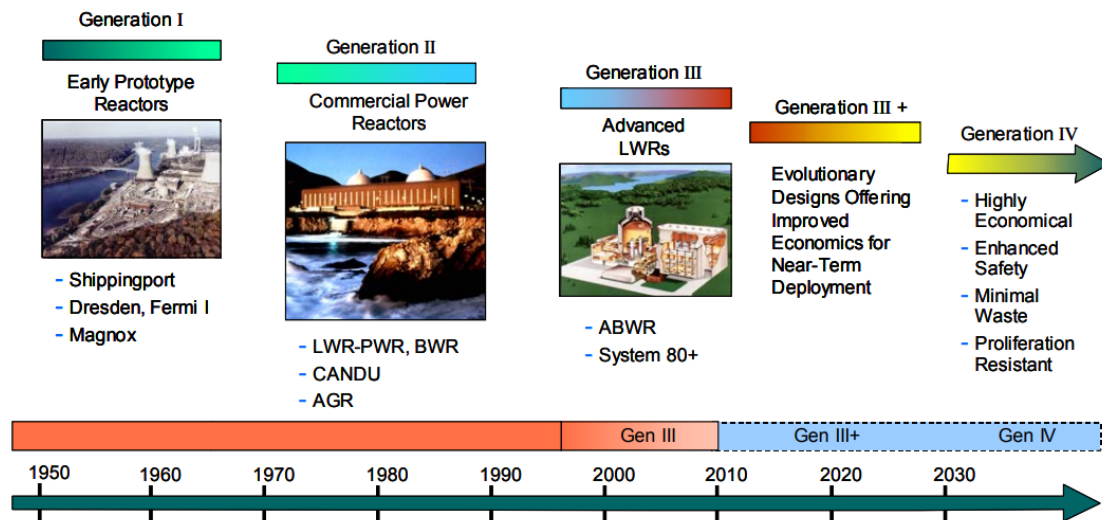 Generation I
Early Prototype
Reactors
- Shippingport
- Dresden, Fermi I
- Magnox
Generation II
Commercial Power
Reactors
- LWR-PWR, BWR
- CANDU
- AGR
Generation III
Advanced
LWRs
- ABWR
- System 80+
Generation III +
Evolutionary
Designs Offering
Improved
Economics for
Near-Term
Deployment
Generation IV
- Highly
Economical
- Enhanced
Safety
- Minimal
Waste
- Proliferation
Resistant
Gen III
Gen III+
Gen IV
1950
1960
1970
1980
1990
2000
2010
2020
2030